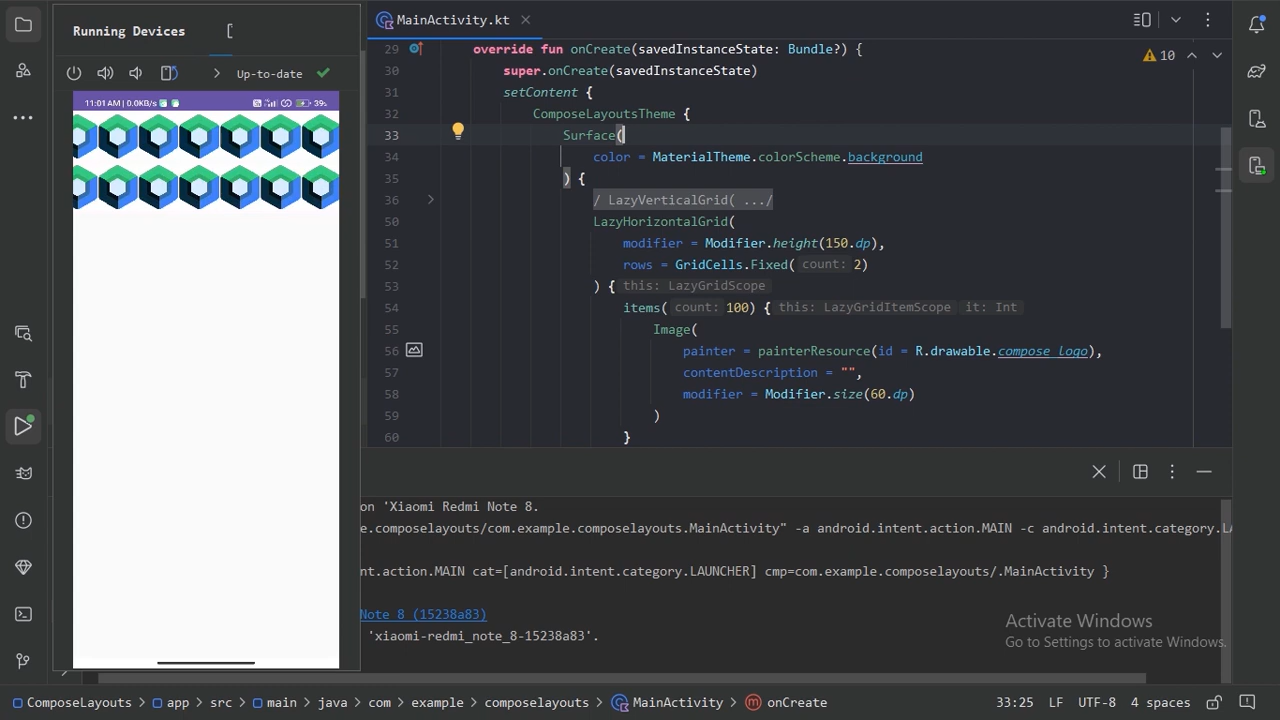 Running Devices
MainActivity.kt
Up-to-date
11:01 AM | 0.0KB/s
39%
10
29 override fun onCreate(savedInstanceState: Bundle?) {
30 super.onCreate(savedInstanceState)
31 setContent {
32 ComposeLayoutsTheme {
33 Surface(
34 color = MaterialTheme.colorScheme.background
35 ) {
36 / LazyVerticalGrid( .../
50 LazyHorizontalGrid(
51 modifier = Modifier.height(150.dp),
52 rows = GridCells.Fixed( count: 2)
53 ) { this: LazyGridScope
54 items( count: 100) { this: LazyGridItemScope it: Int
55 Image(
56 painter = painterResource(id = R.drawable.compose_logo),
57 contentDescription = "",
58 modifier = Modifier.size(60.dp)
59 )
60 }
on 'Xiaomi Redmi Note 8.
e.composelayouts/com.example.composelayouts.MainActivity" -a android.intent.action.MAIN -c android.intent.category.LA
nt.action.MAIN cat=[android.intent.category.LAUNCHER] cmp=com.example.composelayouts/.MainActivity }
Note 8 (15238a83)
'xiaomi-redmi_note_8-15238a83'.
Activate Windows
Go to Settings to activate Windows.
ComposeLayouts > app > src > main > java > com > example > composelayouts > MainActivity > onCreate
33:25 LF UTF-8 4 spaces